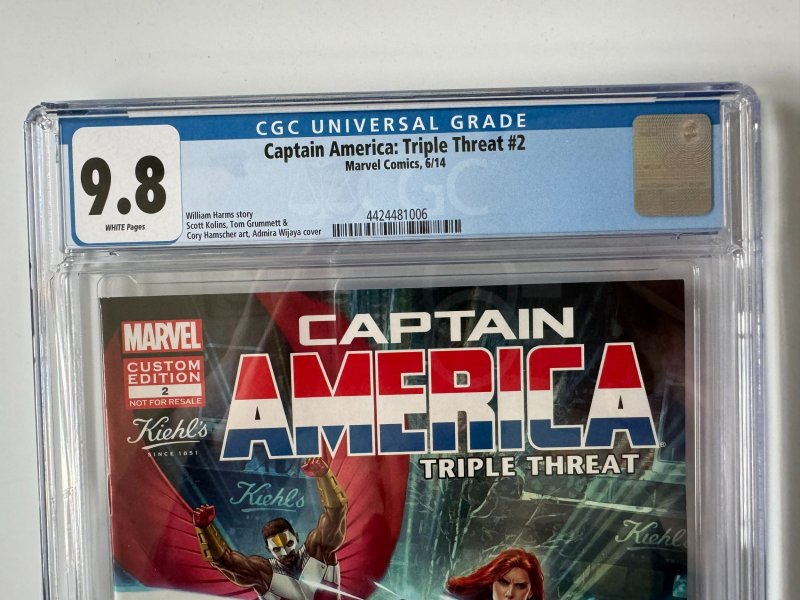 CGC UNIVERSAL GRADE
Captain America: Triple Threat #2
Marvel Comics, 6/14
9.8
WHITE Pages
William Harms story
Scott Kolins, Tom Grummett &
Cory Hamscher art, Admira Wijaya cover
4424481006
CGC
MARVEL
CUSTOM
EDITION
2
NOT FOR RESALE
Kiehl's
SINCE 1851
CAPTAIN
AMERICA
TRIPLE THREAT
Kiehl's
Kiehl